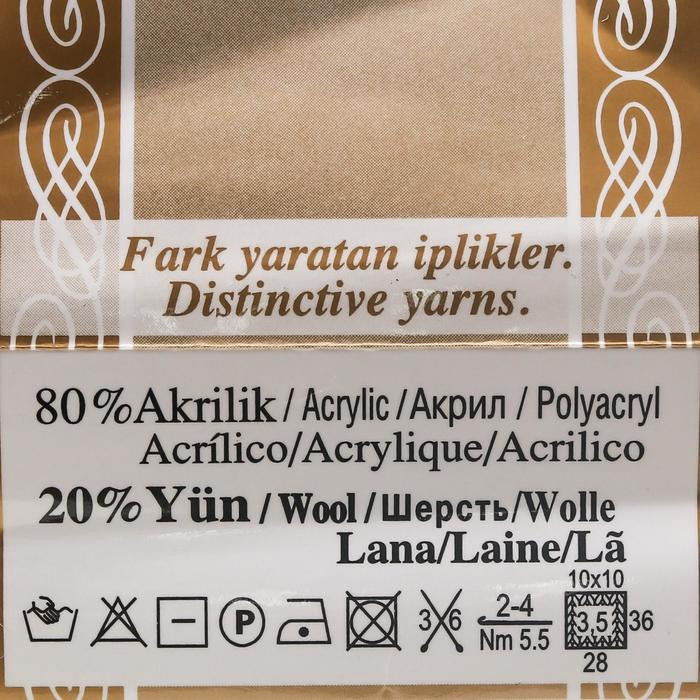 Fark yaratan iplikler.
Distinctive yarns.
80%Akrilik / Acrylic / Акрил / Polyacryl
Acrílico/Acrylique/Acrilico
20%Yün / Wool / Шерсть/Wolle
Lana/Laine/Lã
10x10
P 3 6 2-4 3,5 36
Nm 5.5
28